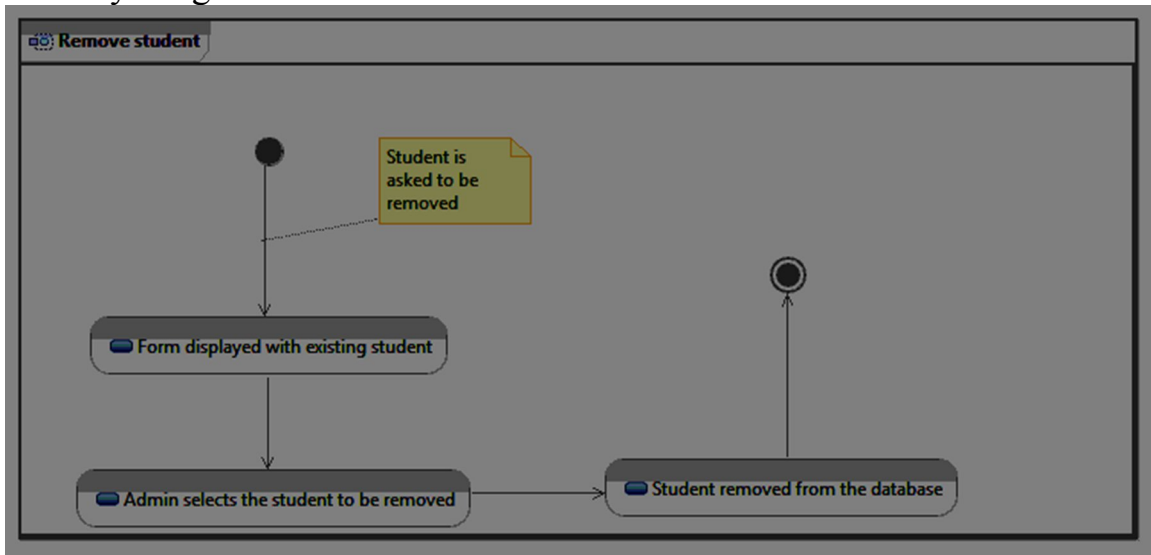 Remove student
Student is
asked to be
removed
Form displayed with existing student
Admin selects the student to be removed
Student removed from the database